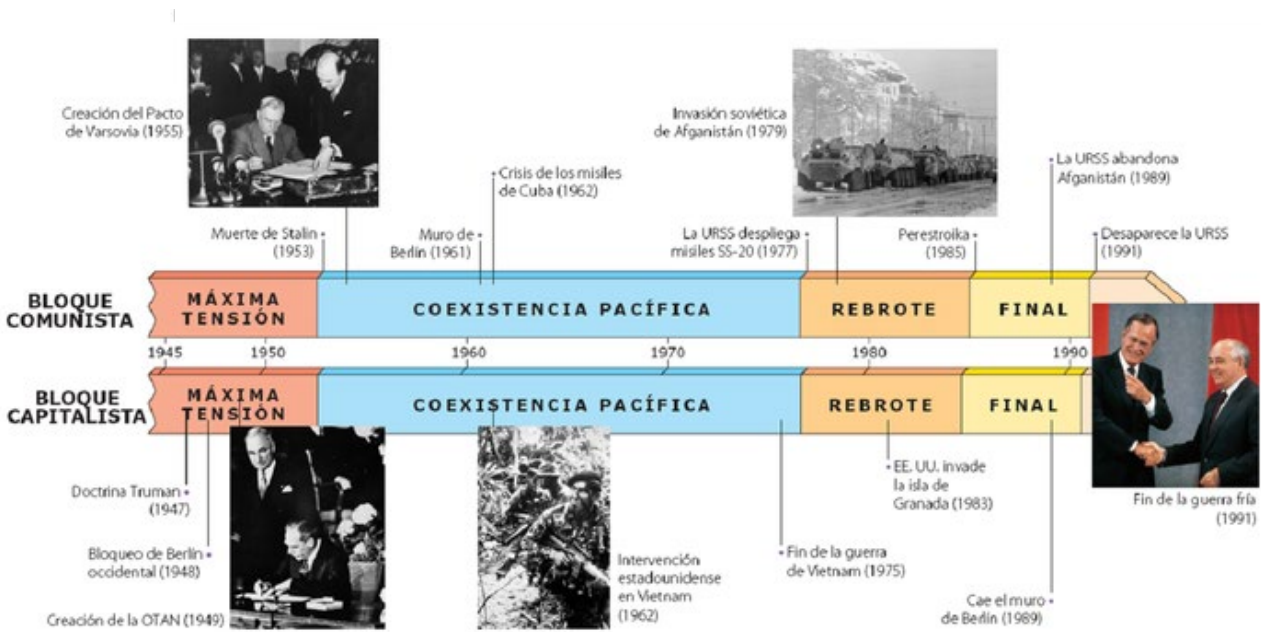 Creación del Pacto
de Varsovia (1955)
Invasión soviética
de Afganistán (1979)
Crisis de los misiles
de Cuba (1962)
La URSS abandona
Afganistán (1989)
Muerte de Stalin
(1953)
Muro de
Berlín (1961)
La URSS despliega
misiles SS-20 (1977)
Perestroika
(1985)
Desaparece la URSS
(1991)
BLOQUE
COMUNISTA
MÁXIMA
TENSIÓN
COEXISTENCIA PACÍFICA
REBROTE
FINAL
1945 1950 1960 1970 1980 1990
BLOQUE
CAPITALISTA
MÁXIMA
TENSIÓN
COEXISTENCIA PACÍFICA
REBROTE
FINAL
Doctrina Truman
(1947)
Bloqueo de Berlín
occidental (1948)
Creación de la OTAN (1949)
Intervención
estadounidense
en Vietnam
(1962)
Fin de la guerra
de Vietnam (1975)
EE. UU. invade
la isla de
Granada (1983)
Cae el muro
de Berlín (1989)
Fin de la guerra fría
(1991)